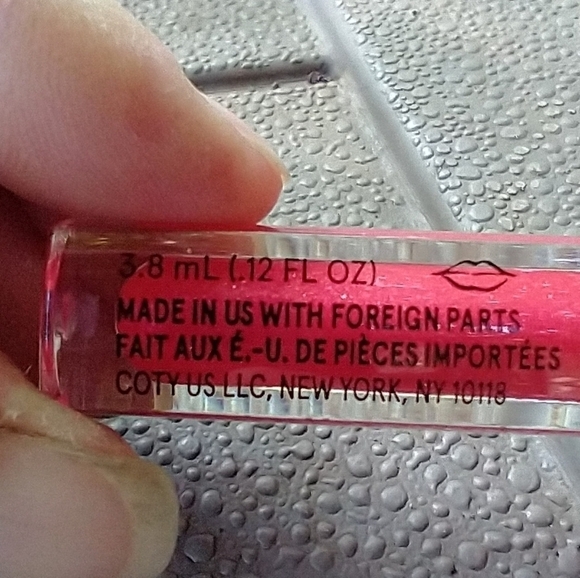 3.8 mL (.12 FL OZ)
MADE IN US WITH FOREIGN PARTS
FAIT AUX É.-U. DE PIÈCES IMPORTÉES
COTY US LLC, NEW YORK, NY 10118